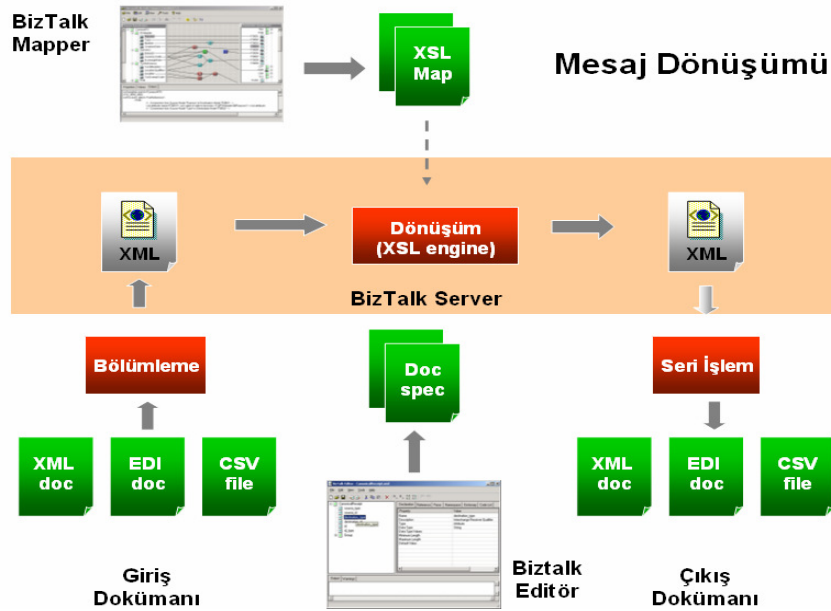 BizTalk
Mapper
XSL
Map
Mesaj Dönüşümü
XML
Dönüşüm
(XSL engine)
XML
BizTalk Server
Bölümleme
Doc
spec
Seri İşlem
XML
doc
EDI
doc
CSV
file
XML
doc
EDI
doc
CSV
file
Giriş
Dokümanı
Biztalk
Editör
Çıkış
Dokümanı